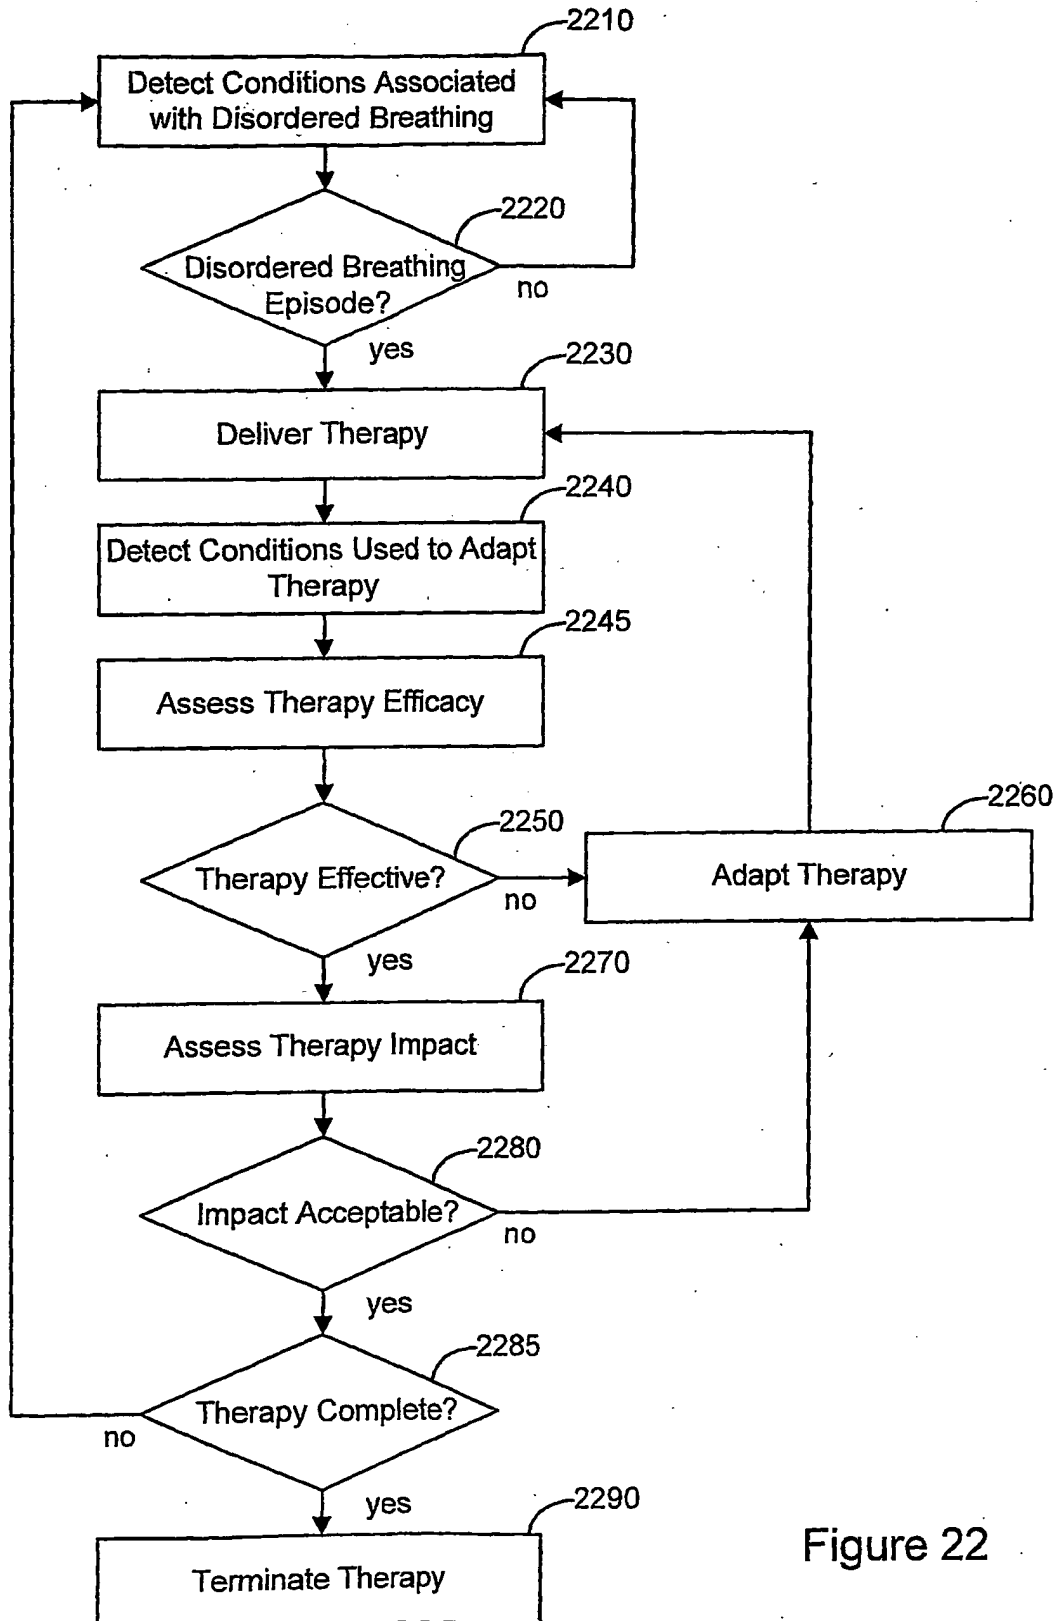 2210
Detect Conditions Associated
with Disordered Breathing
2220
Disordered Breathing
Episode?
no
yes
2230
Deliver Therapy
2240
Detect Conditions Used to Adapt
Therapy
2245
Assess Therapy Efficacy
2250
2260
Therapy Effective?
no
Adapt Therapy
yes
2270
Assess Therapy Impact
2280
Impact Acceptable?
no
yes
2285
Therapy Complete?
no
yes
2290
Terminate Therapy
Figure 22